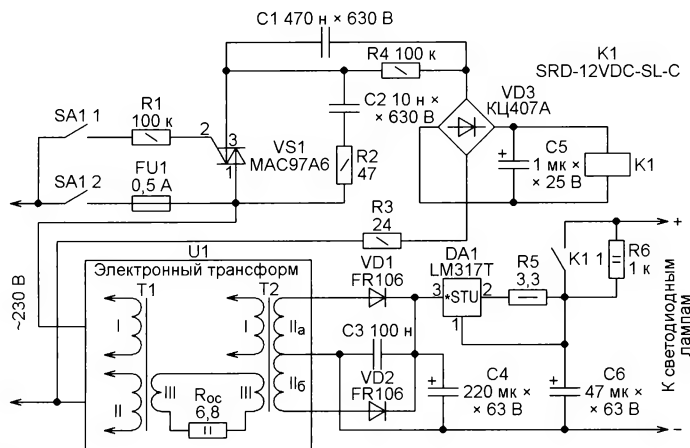 C1 470 н × 630 В
R4 100 к
K1
SRD-12VDC-SL-C
VD3
КЦ407А
SA1 1
R1
100 к
2
3
1
VS1
MAC97A6
C2 10 н ×
× 630 В
R2
47
+
C5
1 мк ×
× 25 В
K1
SA1 2
FU1
0,5 А
R3
24
~230 В
U1
Электронный трансформ
T1
I
II
III
Rос
6,8
T2
I
III
IIа
IIб
VD1
FR106
C3 100 н
VD2
FR106
DA1
LM317T
3
*STU
2
1
R5
3,3
K1 1
R6
1 к
+
C4
220 мк ×
× 63 В
+
C6
47 мк ×
× 63 В
+
К светодиодным
лампам
−